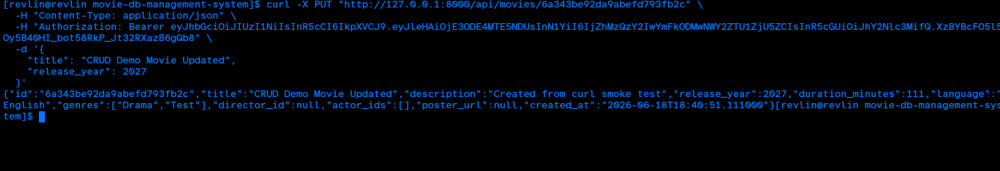 [revlin@revlin movie-db-management-system]$ curl -X PUT "http://127.0.0.1:8000/api/movies/6a343be92da9abefd793fb2c" \
-H "Content-Type: application/json" \
-H "Authorization: Bearer eyJhbGciOiJIUzI1NiIsInR5cCI6IkpXVCJ9.eyJleHAiOjE3ODE4MTE5NDUsInN1YiI6IjZhMzQzY2IwYmFkODMwNWY2ZTU1ZjU5ZCIsInR5cGUiOiJhY2Nlc3MifQ.XzBYBcFO5l5
Oy5B40HI_bot58RkP_Jt32RXazB6gQb8" \
-d '{
"title": "CRUD Demo Movie Updated",
"release_year": 2027
}'
{"id":"6a343be92da9abefd793fb2c","title":"CRUD Demo Movie Updated","description":"Created from curl smoke test","release_year":2027,"duration_minutes":111,"language":"
English","genres":["Drama","Test"],"director_id":null,"actor_ids":[],"poster_url":null,"created_at":"2026-06-18T18:40:51.111000"}[revlin@revlin movie-db-management-sys
tem]$